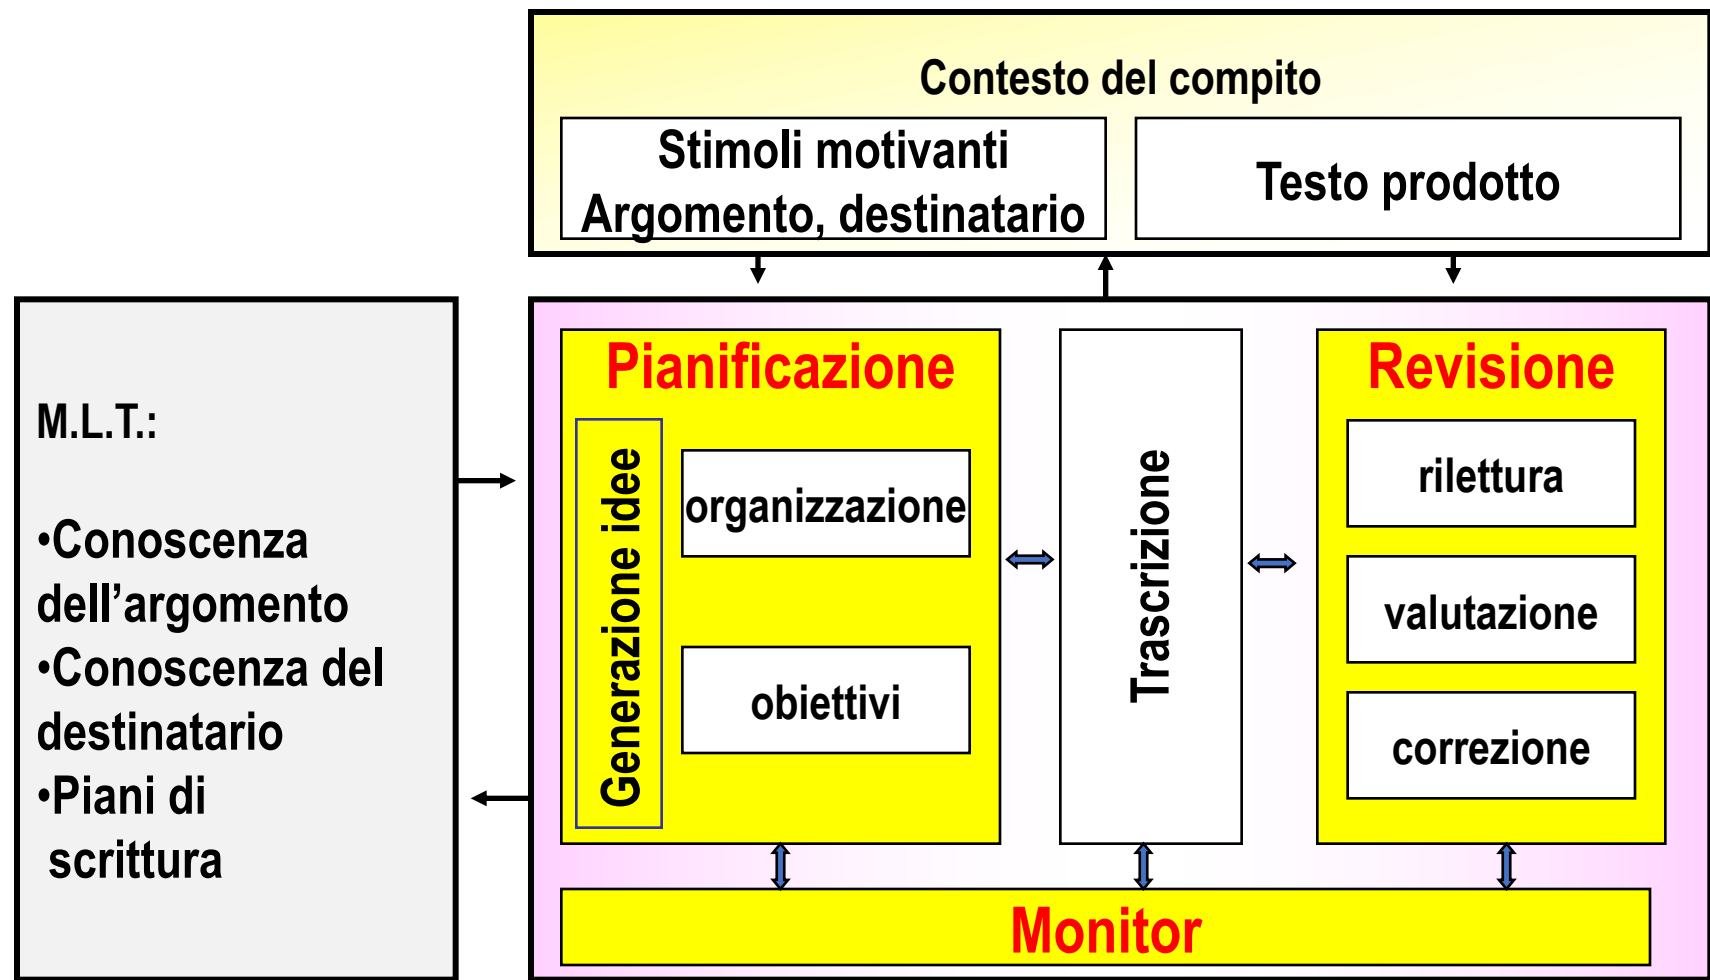 Contesto del compito
Stimoli motivanti
Argomento, destinatario
Testo prodotto
M.L.T.:
•Conoscenza
dell’argomento
•Conoscenza del
destinatario
•Piani di
scrittura
Pianificazione
Generazione idee
organizzazione
obiettivi
Trascrizione
Revisione
rilettura
valutazione
correzione
Monitor